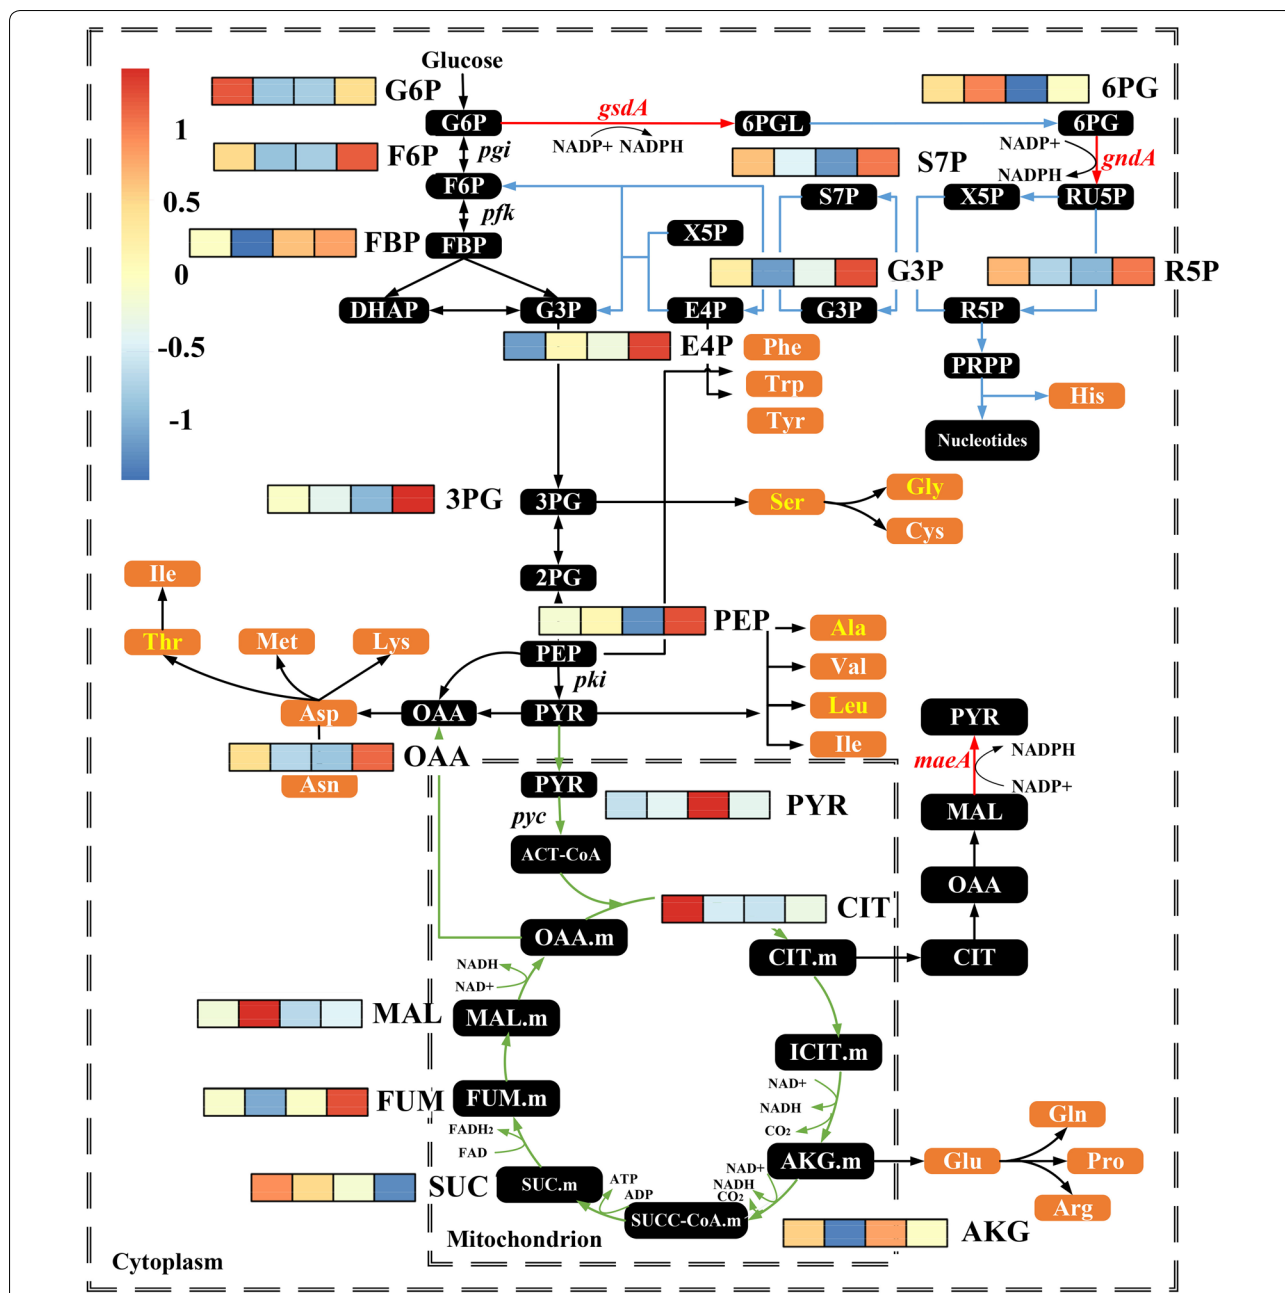 Glucose
G6P
6PG
1
G6P
gsdA
6PGL
6PG
NADP+ NADPH
NADP+
gndA
NADPH
F6P
pgi
S7P
0.5
F6P
S7P
X5P
RU5P
pfk
FBP
FBP
X5P
0
G3P
R5P
DHAP
G3P
E4P
G3P
R5P
-0.5
E4P
Phe
PRPP
Trp
His
-1
Tyr
Nucleotides
3PG
3PG
Ser
Gly
Cys
Ile
2PG
PEP
Thr
Met
Lys
Ala
PEP
Val
pki
Leu
Asp
OAA
PYR
Ile
PYR
OAA
NADPH
maeA
Asn
PYR
NADP+
PYR
MAL
pyc
ACT-CoA
OAA
CIT
OAA.m
CIT.m
CIT
NADH
NAD+
MAL
MAL.m
ICIT.m
NAD+
FUM
FUM.m
NADH
CO2
Gln
FADH2
FAD
AKG.m
Glu
Pro
SUC
SUC.m
ATP
ADP
NAD+
NADH
CO2
Arg
SUCC-CoA.m
AKG
Mitochondrion
Cytoplasm